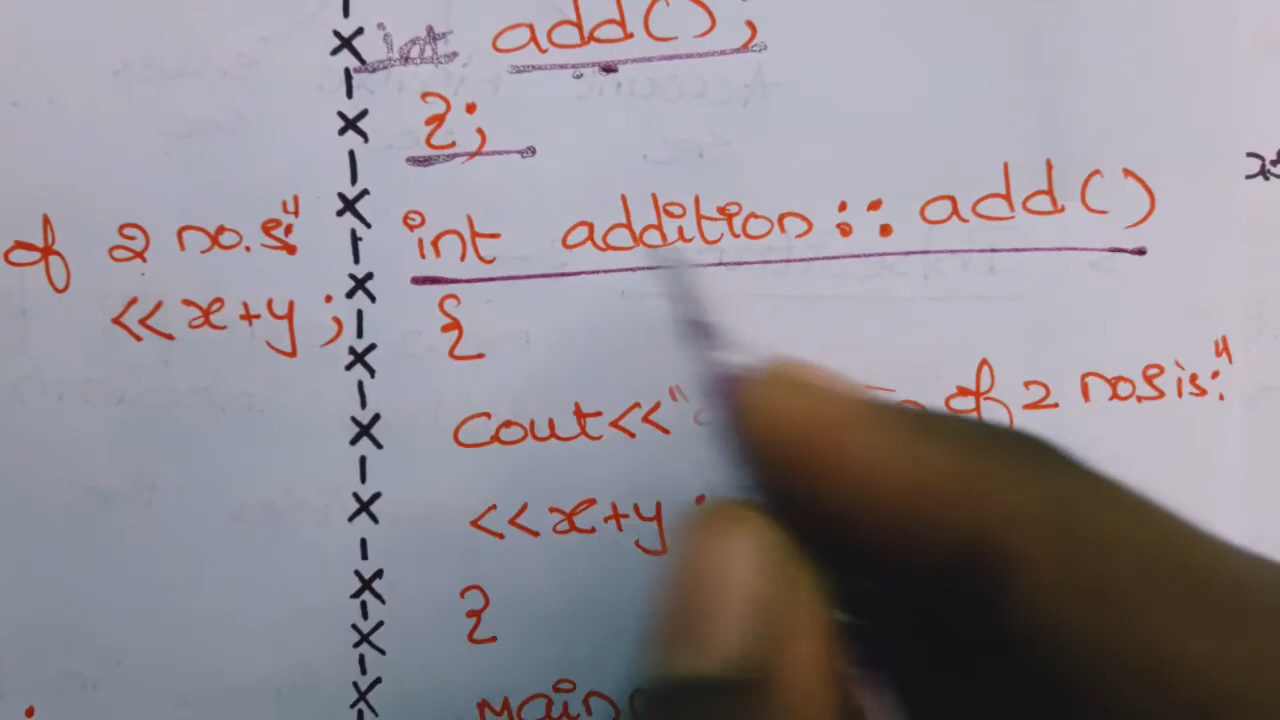 of 2 no.s"
<<x+y;
int add();
};
int addition :: add()
{
cout<<" of 2 nos is:"
<<x+y
}
main